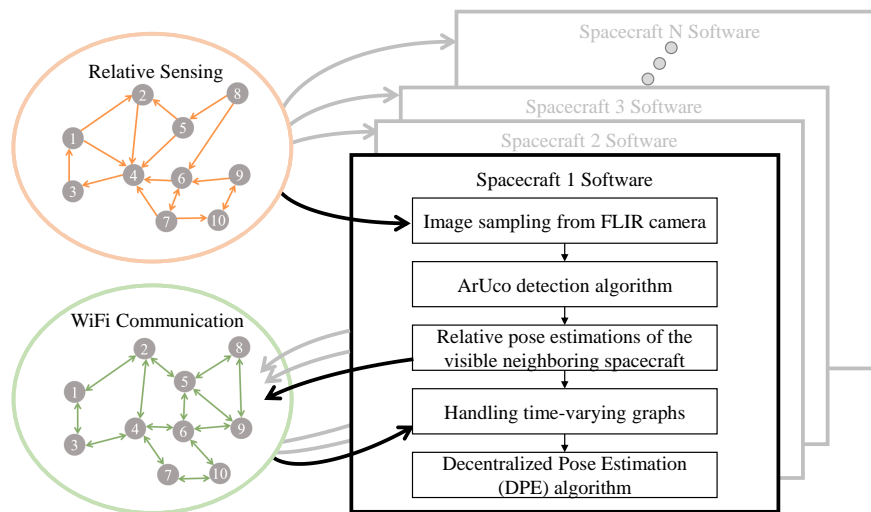 Spacecraft N Software
Relative Sensing
2
8
1
5
4
6
9
3
7
10
Spacecraft 3 Software
Spacecraft 2 Software
Spacecraft 1 Software
Image sampling from FLIR camera
ArUco detection algorithm
Relative pose estimations of the
visible neighboring spacecraft
Handling time-varying graphs
Decentralized Pose Estimation
(DPE) algorithm
WiFi Communication
2
8
1
5
4
6
9
3
7
10